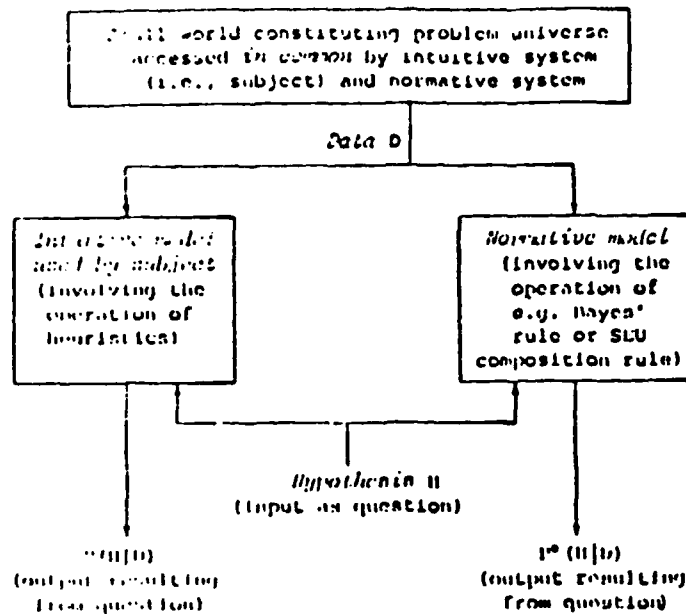 world constituting problem universe
accessed in common by intuitive system
(i.e., subject) and normative system
Data D
Intuitive model
used by subject
(involving the
operation of
heuristics)
Normative model
(involving the
operation of
e.g. Bayes'
rule or SEU
composition rule)
Hypothesis H
(input as question)
(H|D)
(output resulting
from question)
P* (H|D)
(output resulting
from question)